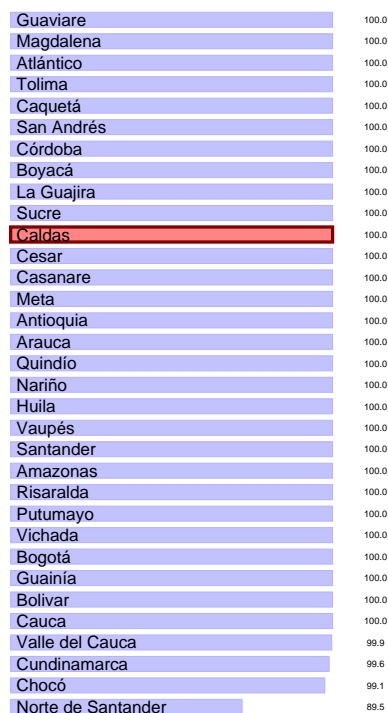 Guaviare 100.0
Magdalena 100.0
Atlántico 100.0
Tolima 100.0
Caquetá 100.0
San Andrés 100.0
Córdoba 100.0
Boyacá 100.0
La Guajira 100.0
Sucre 100.0
Caldas 100.0
Cesar 100.0
Casanare 100.0
Meta 100.0
Antioquia 100.0
Arauca 100.0
Quindío 100.0
Nariño 100.0
Huila 100.0
Vaupés 100.0
Santander 100.0
Amazonas 100.0
Risaralda 100.0
Putumayo 100.0
Vichada 100.0
Bogotá 100.0
Guainía 100.0
Bolivar 100.0
Cauca 100.0
Valle del Cauca 99.9
Cundinamarca 99.6
Chocó 99.1
Norte de Santander 89.5